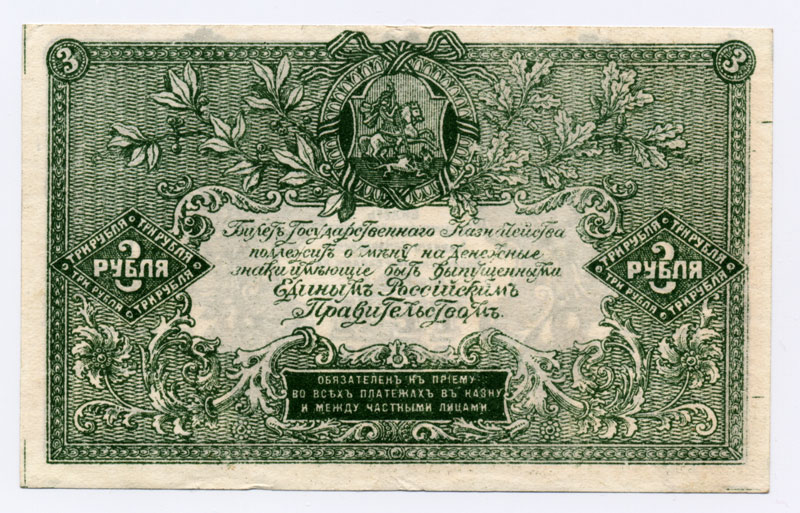 3
3
Билетъ Государственнаго Казначейства
подлежитъ обмѣну на денежные
знаки имѣющіе быть выпущенными
Единымъ Россійскимъ
Правительствомъ.
ТРИ РУБЛЯ ТРИ РУБЛЯ
3
РУБЛЯ
ТРИ РУБЛЯ ТРИ РУБЛЯ
ТРИ РУБЛЯ ТРИ РУБЛЯ
3
РУБЛЯ
ТРИ РУБЛЯ ТРИ РУБЛЯ
ОБЯЗАТЕЛЕНЪ КЪ ПРІЕМУ
ВО ВСѢХЪ ПЛАТЕЖАХЪ ВЪ КАЗНУ
И МЕЖДУ ЧАСТНЫМИ ЛИЦАМИ